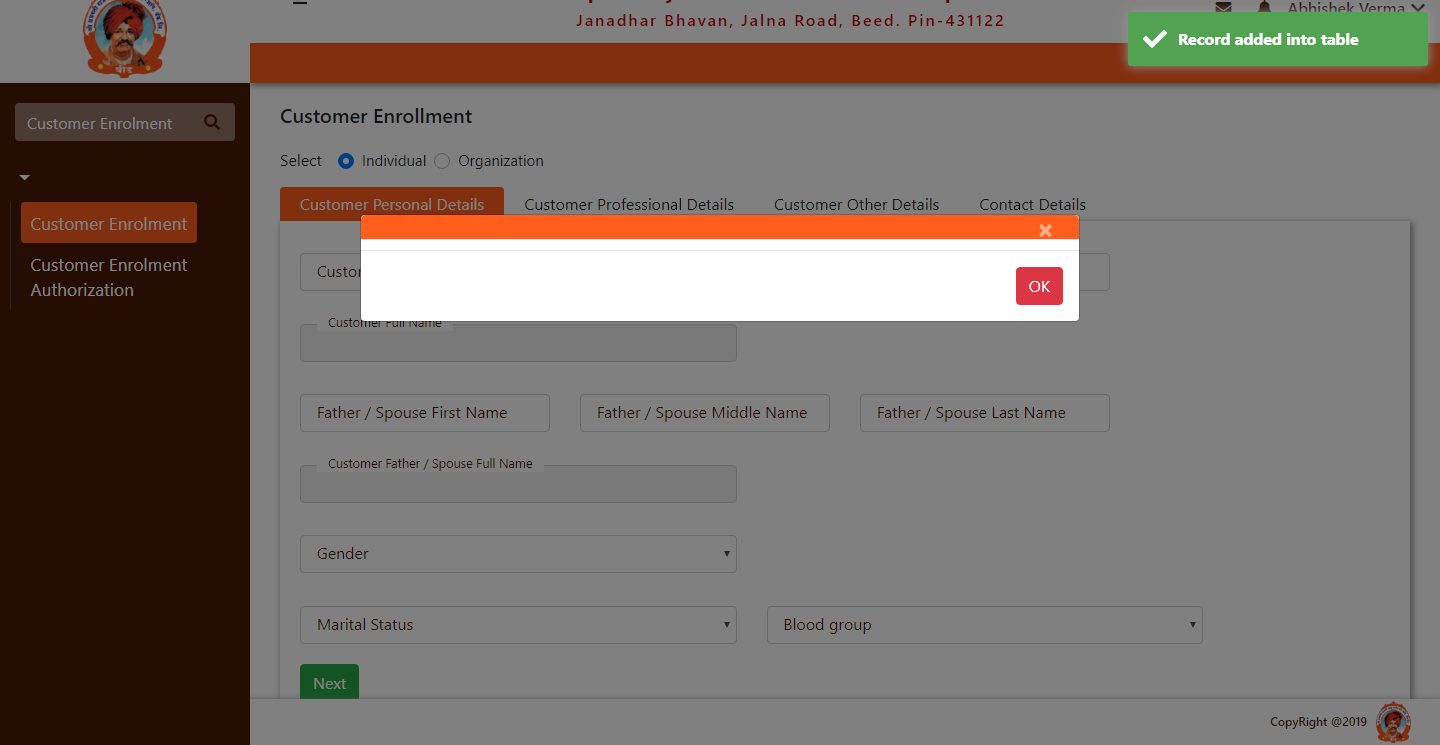 Janadhar Bhavan, Jalna Road, Beed. Pin-431122
Abhishek Verma
Record added into table
Customer Enrolment
Customer Enrollment
Select Individual Organization
Customer Personal Details Customer Professional Details Customer Other Details Contact Details
×
Customer Enrolment
Customer Enrolment
Authorization
OK
Customer Full Name
Father / Spouse First Name Father / Spouse Middle Name Father / Spouse Last Name
Customer Father / Spouse Full Name
Gender
Marital Status Blood group
Next
CopyRight @2019